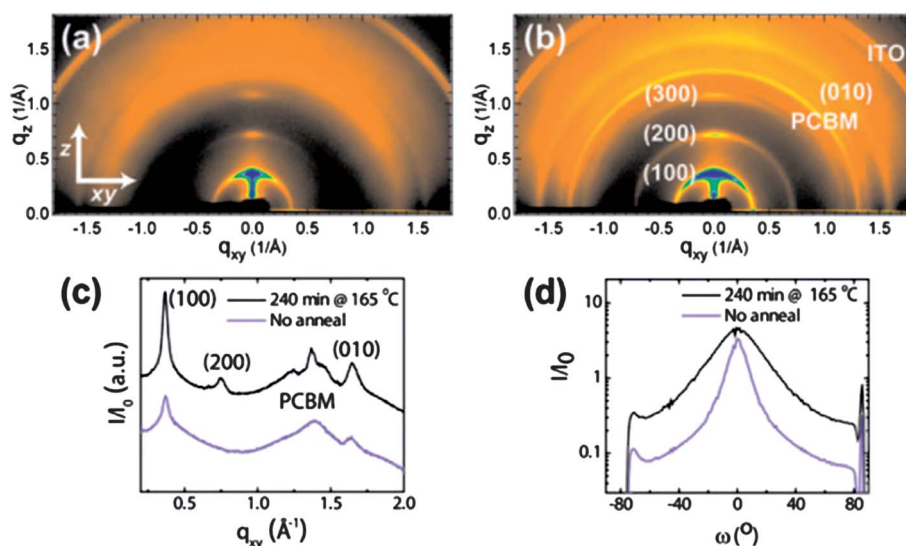 (a)
1.5
1.0
0.5
0.0
q_z (1/Å)
z
xy
-1.5 -1.0 -0.5 0.0 0.5 1.0 1.5
q_xy (1/Å)
(b)
ITO
(300)
(010)
PCBM
(200)
(100)
1.5
1.0
0.5
0.0
q_z (1/Å)
-1.5 -1.0 -0.5 0.0 0.5 1.0 1.5
q_xy (1/Å)
(c)
(100)
240 min @ 165 °C
No anneal
(200)
(010)
PCBM
I/I_0 (a.u.)
0.5 1.0 1.5 2.0
q_xy (Å⁻¹)
(d)
240 min @ 165 °C
No anneal
10
1
0.1
I/I_0
-80 -40 0 40 80
ω (°)